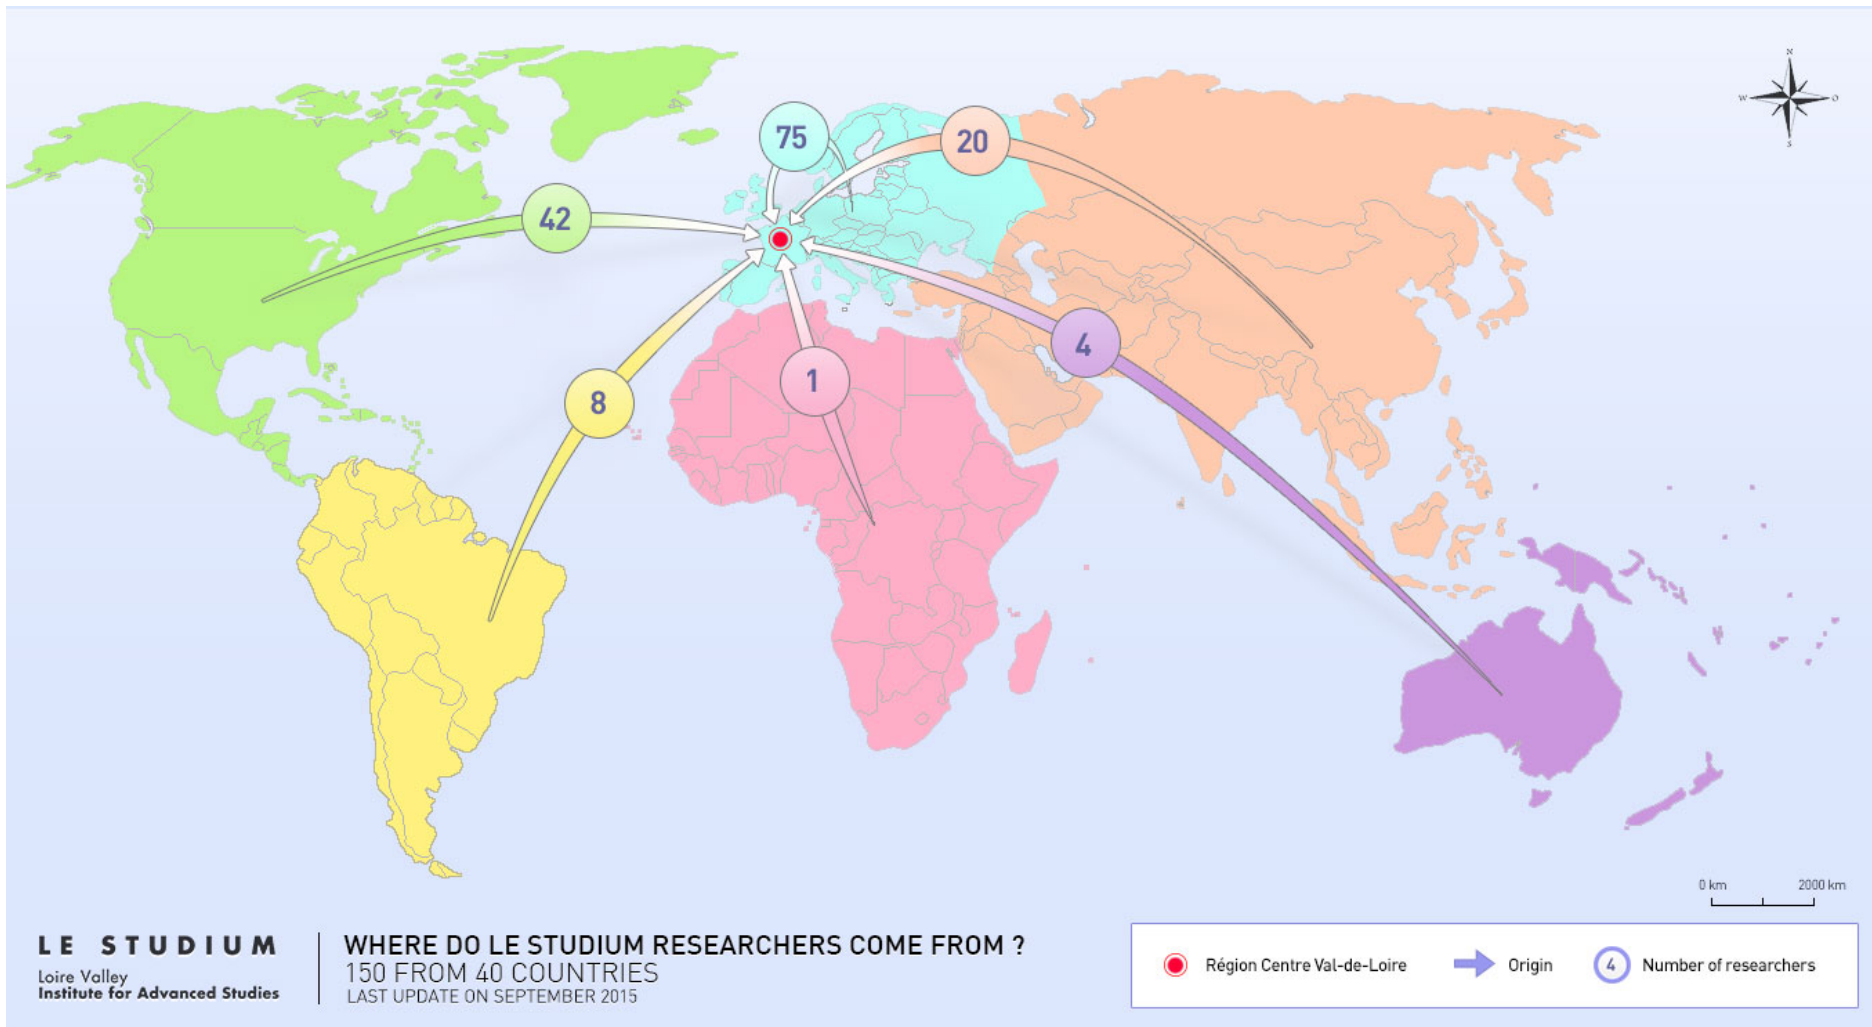 N
W
O
S
75
20
42
4
1
8
0 km
2000 km
LE STUDIUM
Loire Valley
Institute for Advanced Studies
WHERE DO LE STUDIUM RESEARCHERS COME FROM ?
150 FROM 40 COUNTRIES
LAST UPDATE ON SEPTEMBER 2015
Région Centre Val-de-Loire
Origin
4
Number of researchers